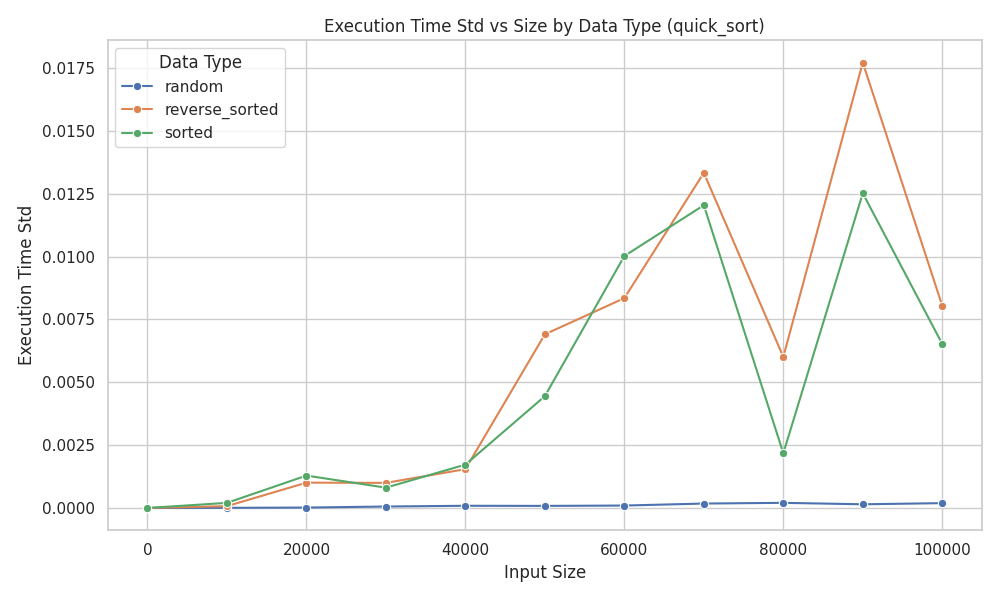 Execution Time Std vs Size by Data Type (quick_sort)
Data Type
random
reverse_sorted
sorted
Execution Time Std
0.0175
0.0150
0.0125
0.0100
0.0075
0.0050
0.0025
0.0000
0 20000 40000 60000 80000 100000
Input Size